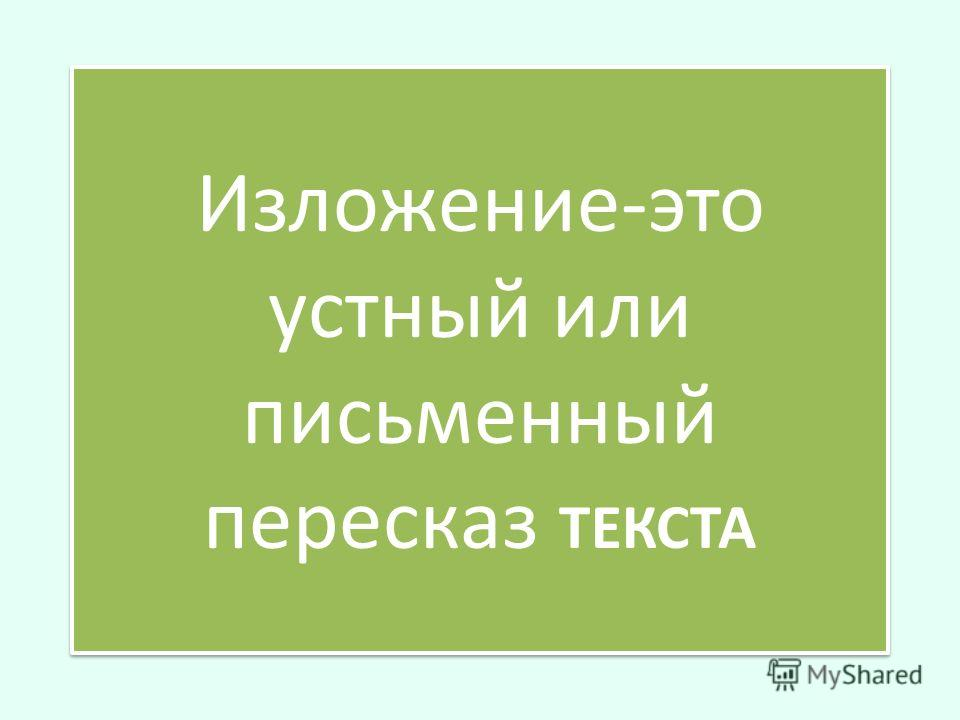 Изложение-это
устный или
письменный
пересказ ТЕКСТА
MyShared